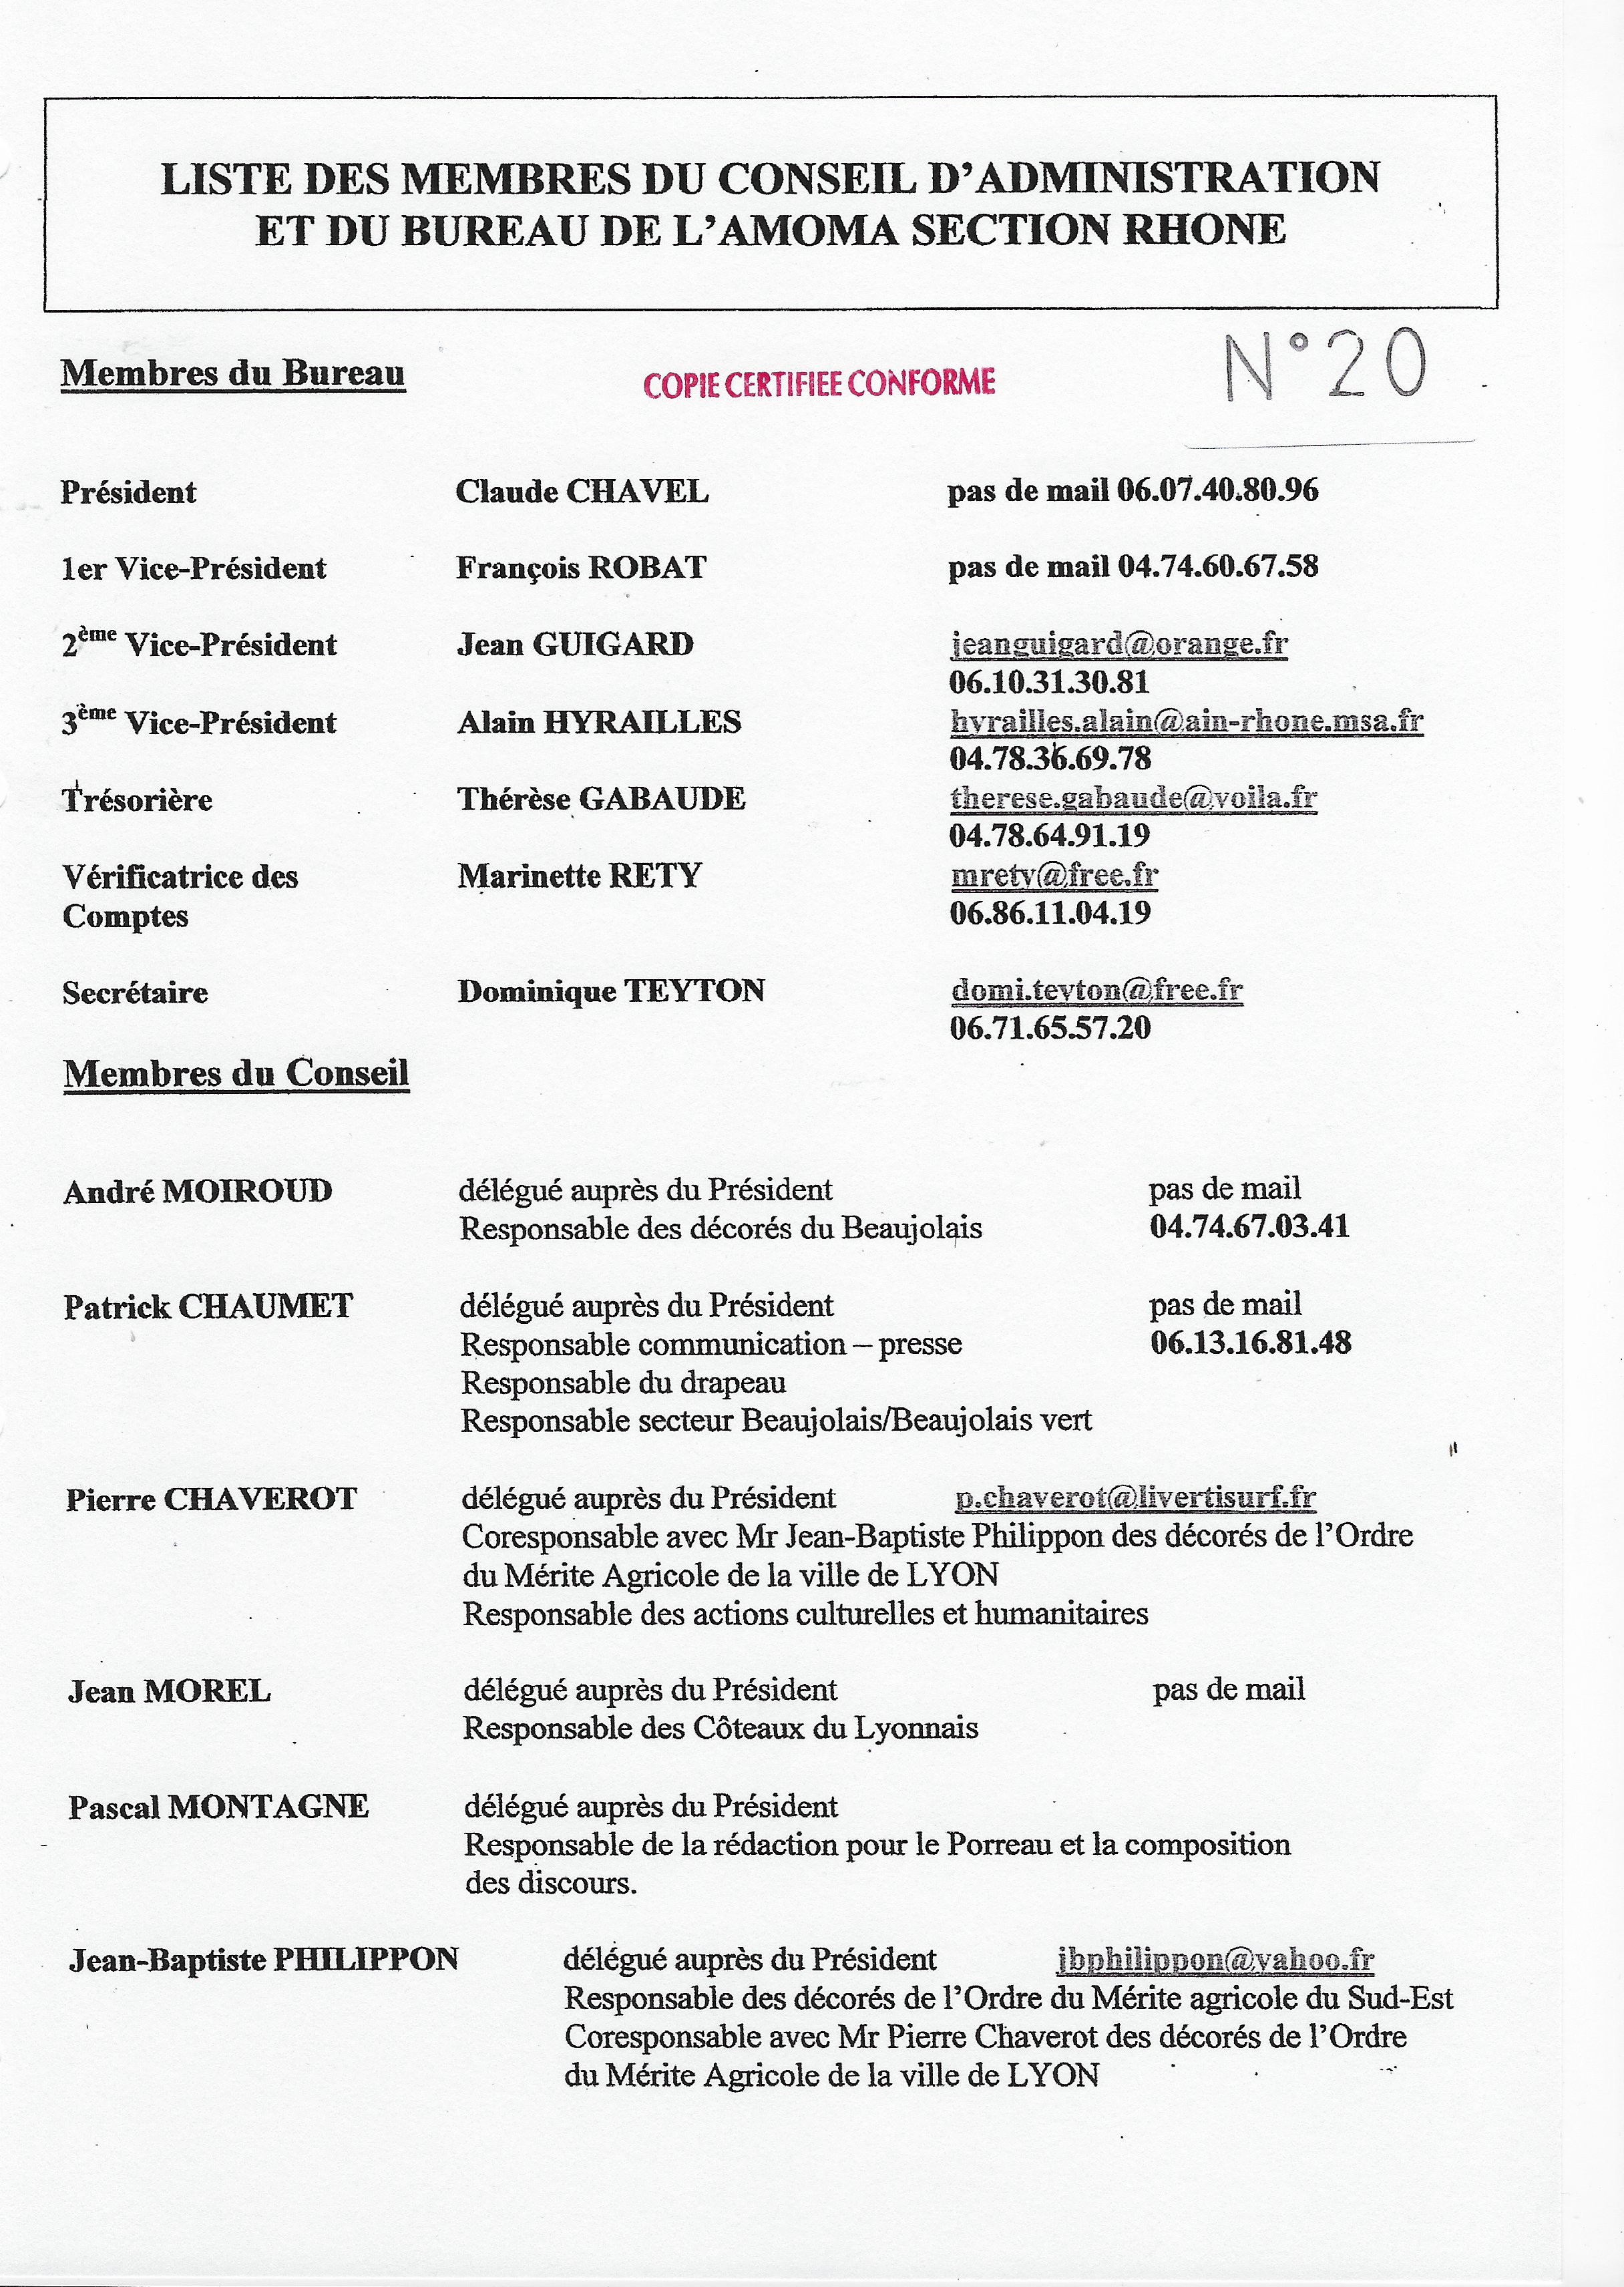 LISTE DES MEMBRES DU CONSEIL D'ADMINISTRATION
ET DU BUREAU DE L'AMOMA SECTION RHONE
Membres du Bureau COPIE CERTIFIEE CONFORME N°20
Président Claude CHAVEL pas de mail 06.07.40.80.96
1er Vice-Président François ROBAT pas de mail 04.74.60.67.58
2ème Vice-Président Jean GUIGARD jeanguigard@orange.fr
06.10.31.30.81
3ème Vice-Président Alain HYRAILLES hyrailles.alain@ain-rhone.msa.fr
04.78.36.69.78
Trésorière Thérèse GABAUDE therese.gabaude@voila.fr
04.78.64.91.19
Vérificatrice des Marinette RETY mrety@free.fr
Comptes 06.86.11.04.19
Secrétaire Dominique TEYTON domi.teyton@free.fr
06.71.65.57.20
Membres du Conseil
André MOIROUD délégué auprès du Président pas de mail
Responsable des décorés du Beaujolais 04.74.67.03.41
Patrick CHAUMET délégué auprès du Président pas de mail
Responsable communication – presse 06.13.16.81.48
Responsable du drapeau
Responsable secteur Beaujolais/Beaujolais vert
Pierre CHAVEROT délégué auprès du Président p.chaverot@livertisurf.fr
Coresponsable avec Mr Jean-Baptiste Philippon des décorés de l'Ordre
du Mérite Agricole de la ville de LYON
Responsable des actions culturelles et humanitaires
Jean MOREL délégué auprès du Président pas de mail
Responsable des Côteaux du Lyonnais
Pascal MONTAGNE délégué auprès du Président
Responsable de la rédaction pour le Porreau et la composition
des discours.
Jean-Baptiste PHILIPPON délégué auprès du Président jbphilippon@yahoo.fr
Responsable des décorés de l'Ordre du Mérite agricole du Sud-Est
Coresponsable avec Mr Pierre Chaverot des décorés de l'Ordre
du Mérite Agricole de la ville de LYON